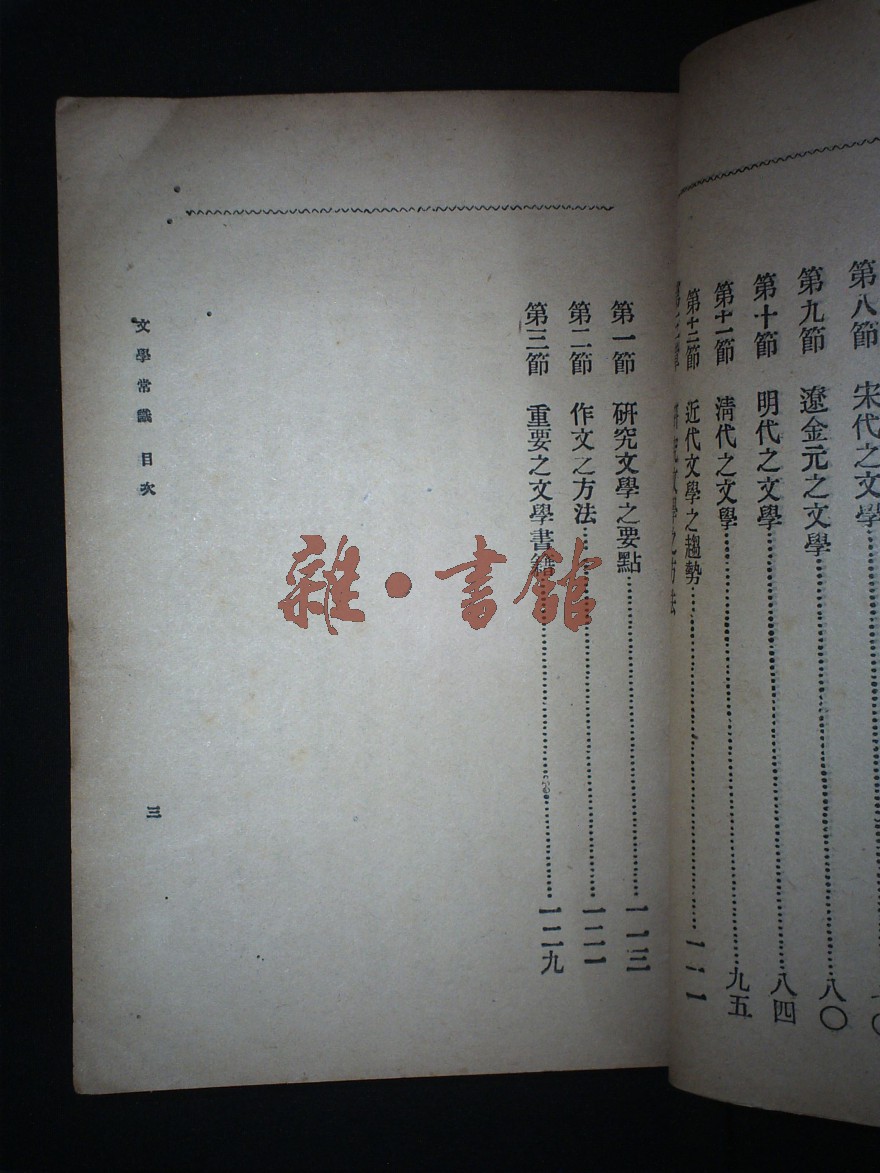 第八節 宋代之文學
第九節 遼金元之文學……八〇
第十節 明代之文學……八四
第十一節 清代之文學……九五
第十二節 近代文學之趨勢……一一一
文學之方法
第一節 研究文學之要點……一一三
第二節 作文之方法……一二一
第三節 重要之文學書籍……一二九
文學常識 目次 三
雜·書館